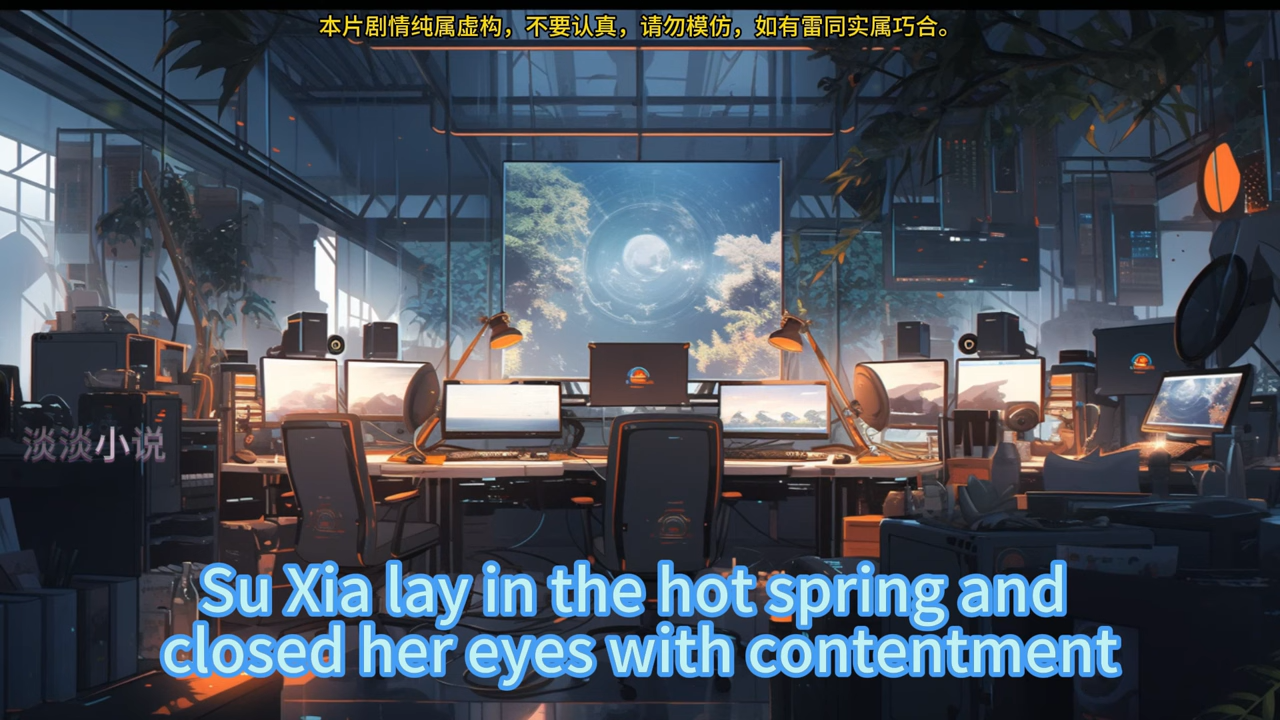 本片剧情纯属虚构，不要认真，请勿模仿，如有雷同实属巧合。
淡淡小说
Su Xia lay in the hot spring and
closed her eyes with contentment